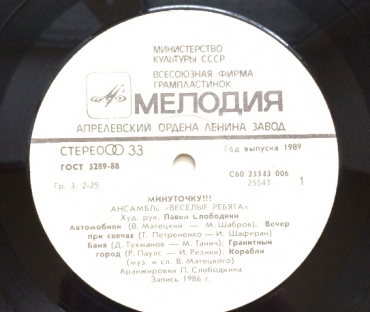 МИНИСТЕРСТВО
КУЛЬТУРЫ СССР
ВСЕСОЮЗНАЯ ФИРМА
ГРАМПЛАСТИНОК
МЕЛОДИЯ
АПРЕЛЕВСКИЙ ОРДЕНА ЛЕНИНА ЗАВОД
СТЕРЕО 33
Год выпуска 1989
ГОСТ 5289-88
С60 25543 006
Гр. 3. 2-25
25543
1
МИНУТОЧКУ!!!
АНСАМБЛЬ «ВЕСЕЛЫЕ РЕБЯТА»
Худ. рук. Павел Слободкин
Автомобили (В. Матецкий — М. Шабров); Вечер
при свечах (Т. Петрененко — И. Шаферан)
Баня (Д. Тухманов — М. Танич); Гранитный
город (Р. Паулс — И. Резник); Корабли
(муз. и сл. В. Матецкого)
Аранжировки П. Слободкина
Запись 1986 г.